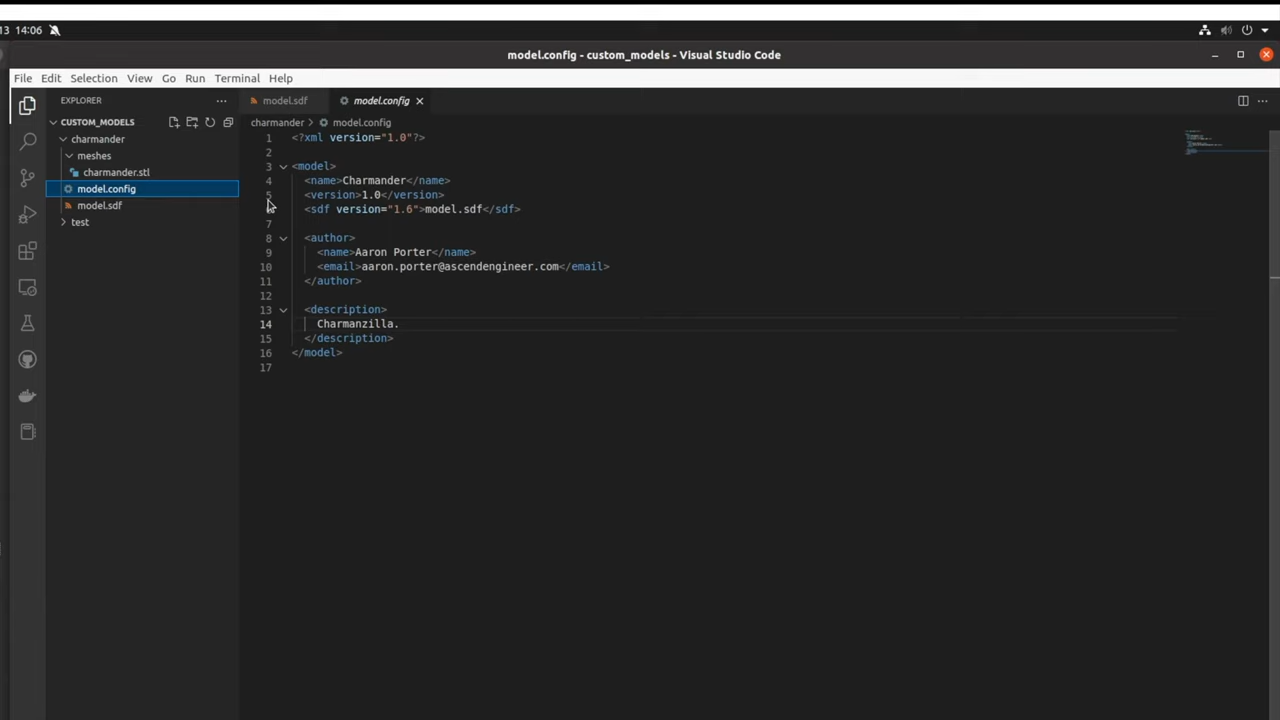 13 14:06
model.config - custom_models - Visual Studio Code
File Edit Selection View Go Run Terminal Help
EXPLORER
CUSTOM_MODELS
charmander
meshes
charmander.stl
model.config
model.sdf
test
model.sdf model.config
charmander > model.config
1 <?xml version="1.0"?>
2
3 <model>
4 <name>Charmander</name>
5 <version>1.0</version>
<sdf version="1.6">model.sdf</sdf>
7
8 <author>
9 <name>Aaron Porter</name>
10 <email>aaron.porter@ascendengineer.com</email>
11 </author>
12
13 <description>
14 Charmanzilla.
15 </description>
16 </model>
17